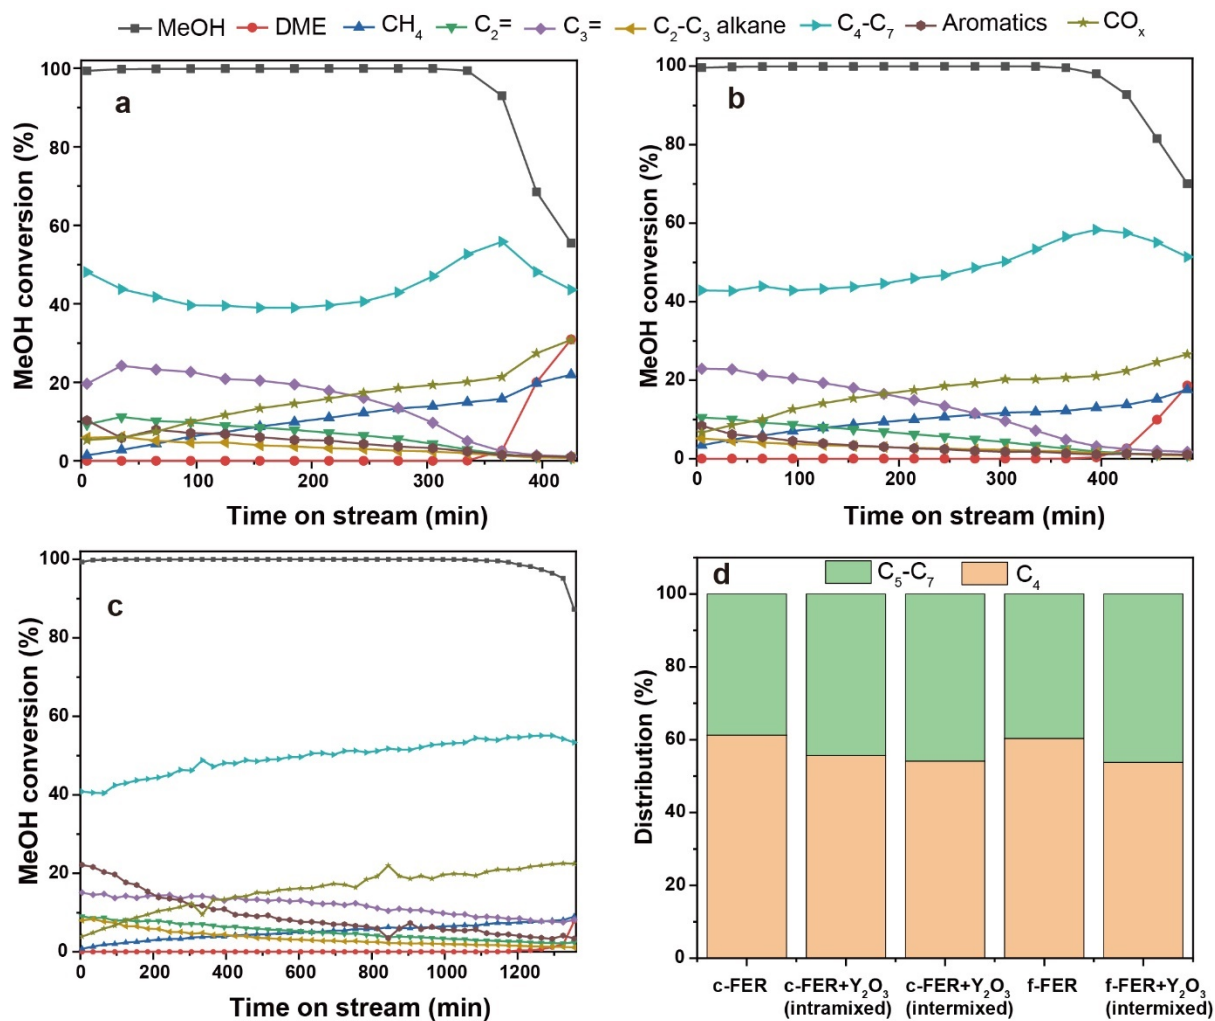 MeOH DME CH₄ C₂= C₃= C₂-C₃ alkane C₄-C₇ Aromatics COₓ
a
MeOH conversion (%)
100
80
60
40
20
0
0 100 200 300 400
Time on stream (min)
b
MeOH conversion (%)
100
80
60
40
20
0
0 100 200 300 400
Time on stream (min)
c
MeOH conversion (%)
100
80
60
40
20
0
0 200 400 600 800 1000 1200
Time on stream (min)
d
C₅-C₇ C₄
Distribution (%)
100
80
60
40
20
0
c-FER c-FER+Y₂O₃ c-FER+Y₂O₃ f-FER f-FER+Y₂O₃
(intramixed) (intermixed) (intermixed)